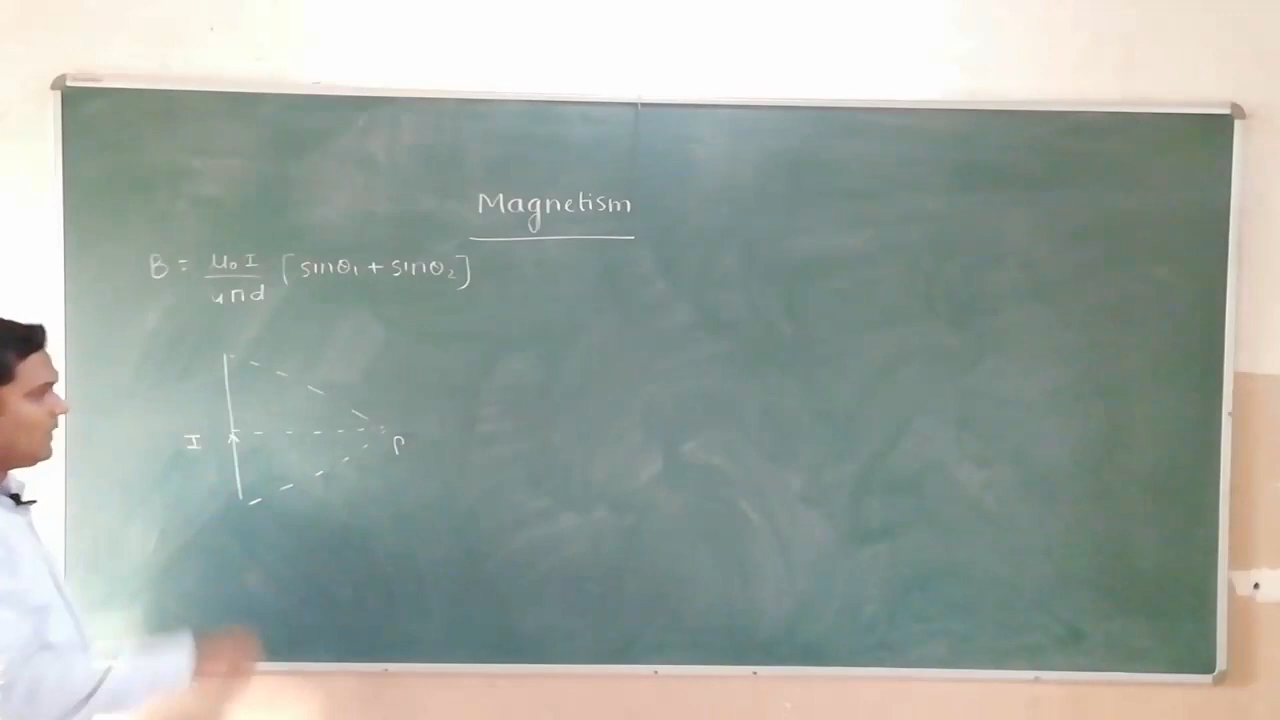 Magnetism
B = μ₀I / 4πd [sinθ₁ + sinθ₂]
I
P